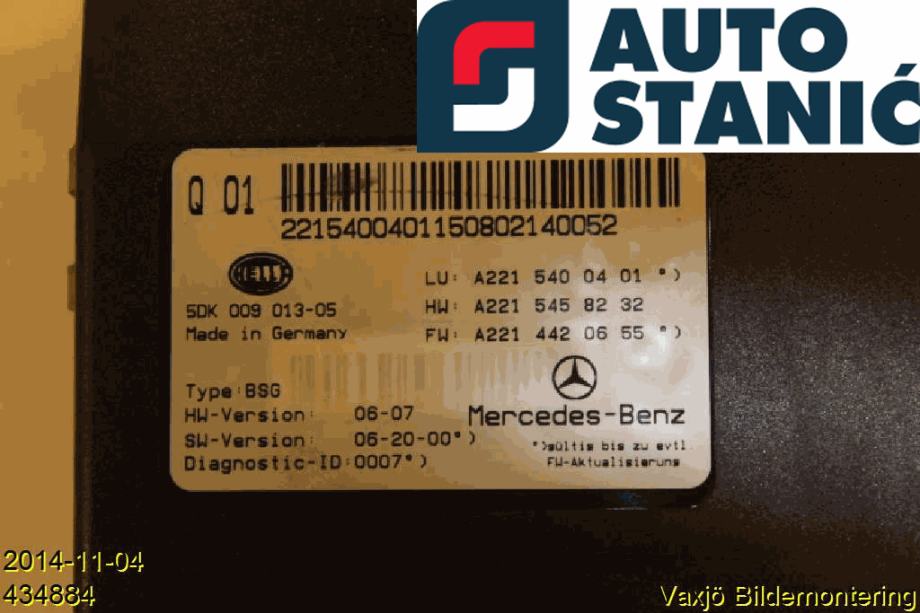 AUTO
STANIĆ
Q 01
2215400401150802140052
HELLA
LU: A221 540 04 01 *)
5DK 009 013-05
HW: A221 545 82 32
Made in Germany
FW: A221 442 06 55 *)
Type:BSG
HW-Version: 06-07
Mercedes-Benz
SW-Version: 06-20-00*)
*)gültig bis zu evtl.
Diagnostic-ID:0007*)
FW-Aktualisierung
2014-11-04
434884
Vaxjö Bildemontering